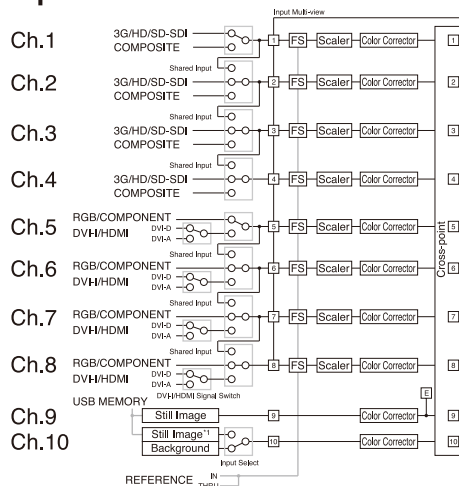 Input Multi-view
Ch.1 3G/HD/SD-SDI 1 FS Scaler Color Corrector 1
COMPOSITE
Shared Input
Ch.2 3G/HD/SD-SDI 2 FS Scaler Color Corrector 2
COMPOSITE
Shared Input
Ch.3 3G/HD/SD-SDI 3 FS Scaler Color Corrector 3
COMPOSITE
Shared Input
Ch.4 3G/HD/SD-SDI 4 FS Scaler Color Corrector 4
COMPOSITE
Cross-point
Ch.5 RGB/COMPONENT 5 FS Scaler Color Corrector 5
DVI-I/HDMI DVI-D
DVI-A
Shared Input
Ch.6 RGB/COMPONENT 6 FS Scaler Color Corrector 6
DVI-I/HDMI DVI-D
DVI-A
Shared Input
Ch.7 RGB/COMPONENT 7 FS Scaler Color Corrector 7
DVI-I/HDMI DVI-D
DVI-A
Shared Input
Ch.8 RGB/COMPONENT 8 FS Scaler Color Corrector 8
DVI-I/HDMI DVI-D
DVI-A
DVI-I/HDMI Signal Switch
USB MEMORY
E
Ch.9 Still Image 9 Color Corrector 9
Ch.10 Still Image*1 10 Color Corrector 10
Background
Input Select
REFERENCE IN
THRU